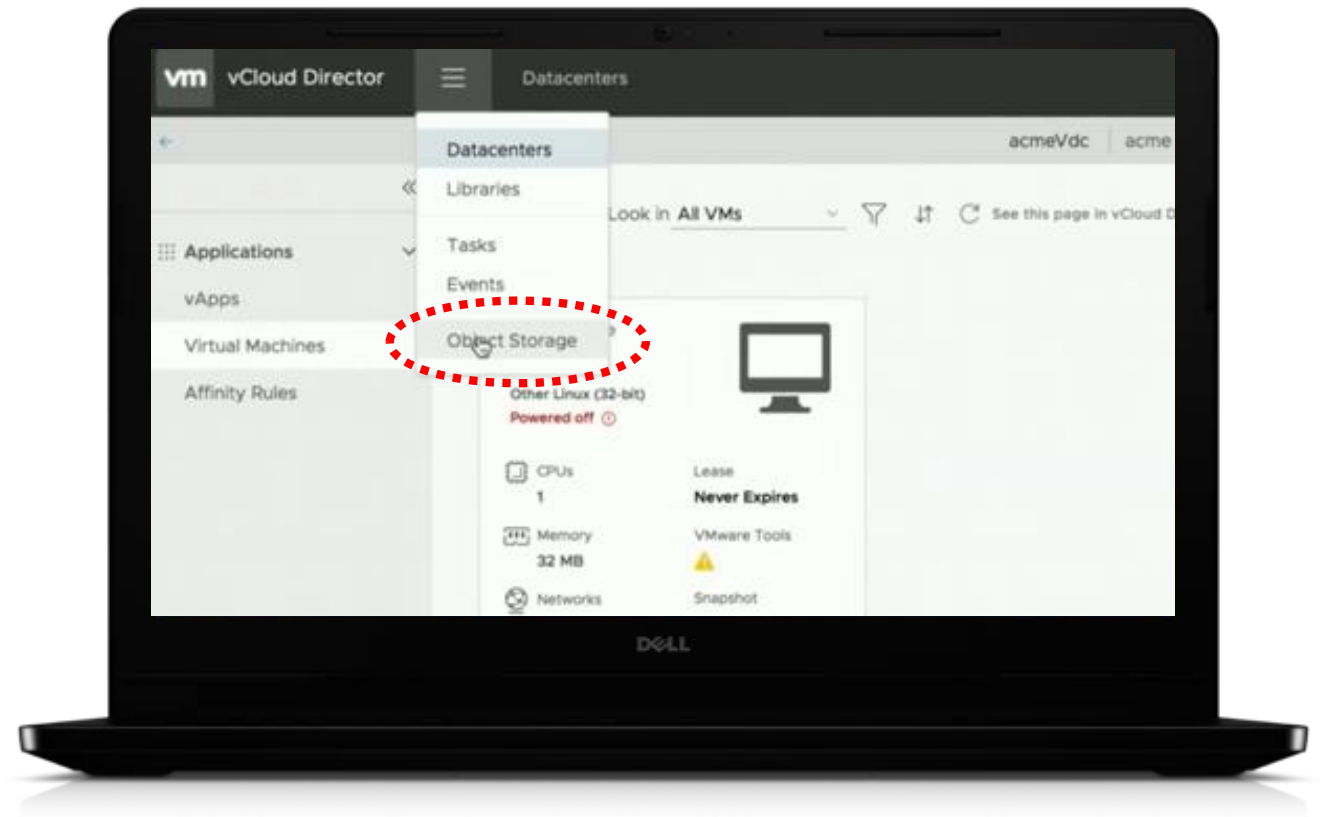 vm vCloud Director Datacenters
acmeVdc acme
Datacenters
Libraries
Tasks
Events
Object Storage
Look in All VMs
See this page in vCloud D
Applications
vApps
Virtual Machines
Affinity Rules
Other Linux (32-bit)
Powered off
CPUs
1
Lease
Never Expires
Memory
32 MB
VMware Tools
Networks
Snapshot
DELL